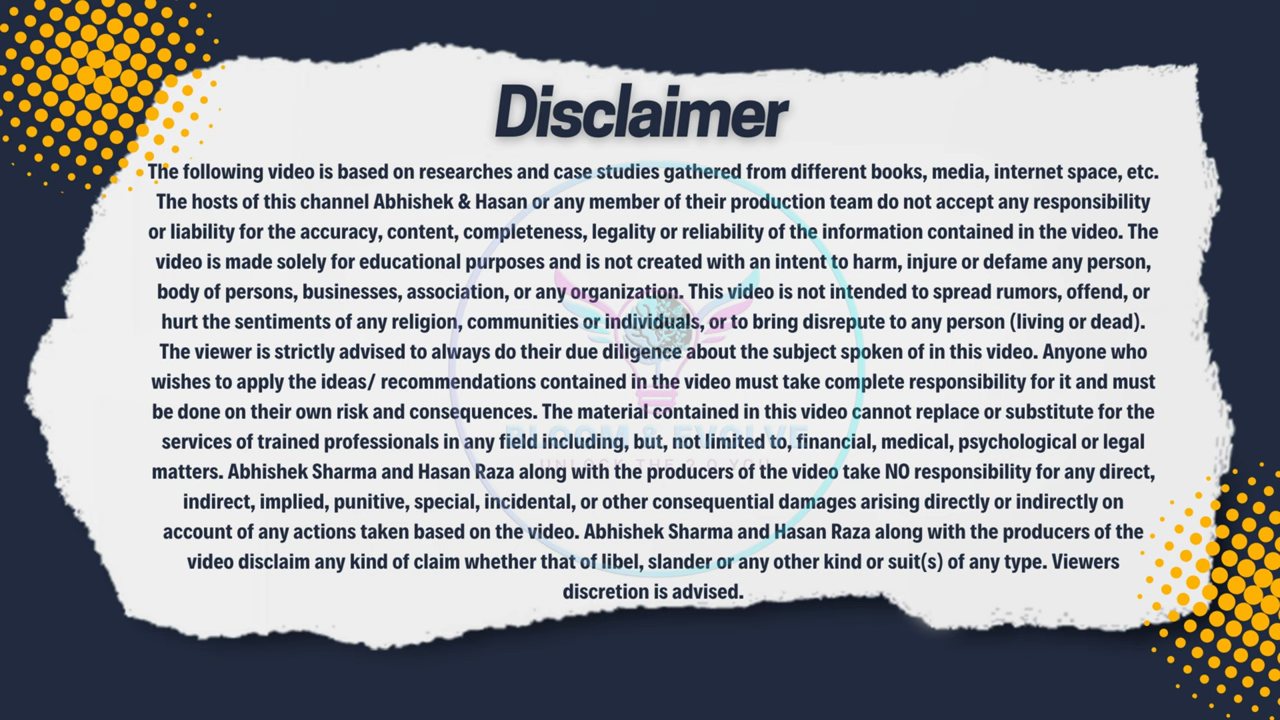 Disclaimer
The following video is based on researches and case studies gathered from different books, media, internet space, etc.
The hosts of this channel Abhishek & Hasan or any member of their production team do not accept any responsibility
or liability for the accuracy, content, completeness, legality or reliability of the information contained in the video. The
video is made solely for educational purposes and is not created with an intent to harm, injure or defame any person,
body of persons, businesses, association, or any organization. This video is not intended to spread rumors, offend, or
hurt the sentiments of any religion, communities or individuals, or to bring disrepute to any person (living or dead).
The viewer is strictly advised to always do their due diligence about the subject spoken of in this video. Anyone who
wishes to apply the ideas/ recommendations contained in the video must take complete responsibility for it and must
be done on their own risk and consequences. The material contained in this video cannot replace or substitute for the
services of trained professionals in any field including, but, not limited to, financial, medical, psychological or legal
matters. Abhishek Sharma and Hasan Raza along with the producers of the video take NO responsibility for any direct,
indirect, implied, punitive, special, incidental, or other consequential damages arising directly or indirectly on
account of any actions taken based on the video. Abhishek Sharma and Hasan Raza along with the producers of the
video disclaim any kind of claim whether that of libel, slander or any other kind or suit(s) of any type. Viewers
discretion is advised.
BLOOM & EVOLVE
UNLOCK THE 2.0 YOU